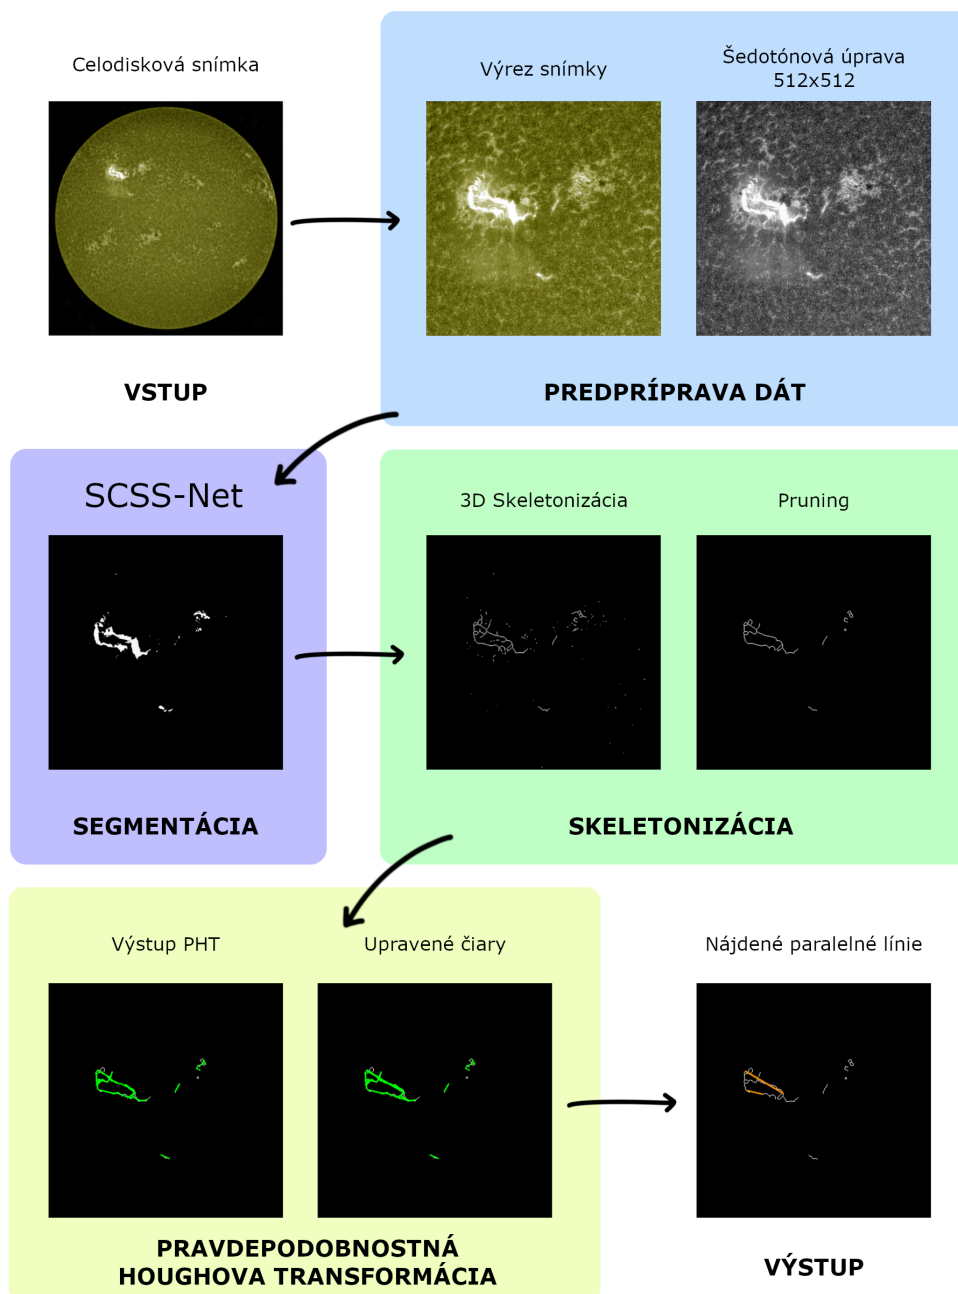 Celodisková snímka
Výrez snímky
Šedotónová úprava
512x512
VSTUP
PREDPRÍPRAVA DÁT
SCSS-Net
3D Skeletonizácia
Pruning
SEGMENTÁCIA
SKELETONIZÁCIA
Výstup PHT
Upravené čiary
Nájdené paralelné línie
PRAVDEPODOBNOSTNÁ
HOUGHOVA TRANSFORMÁCIA
VÝSTUP